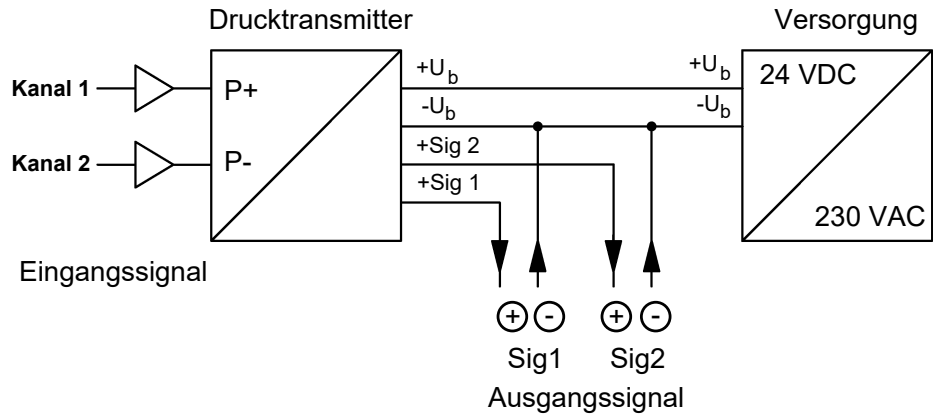 Drucktransmitter
Versorgung
Kanal 1
P+
+Ub
+Ub
24 VDC
-Ub
-Ub
Kanal 2
P-
+Sig 2
+Sig 1
230 VAC
Eingangssignal
+ - + -
Sig1 Sig2
Ausgangssignal